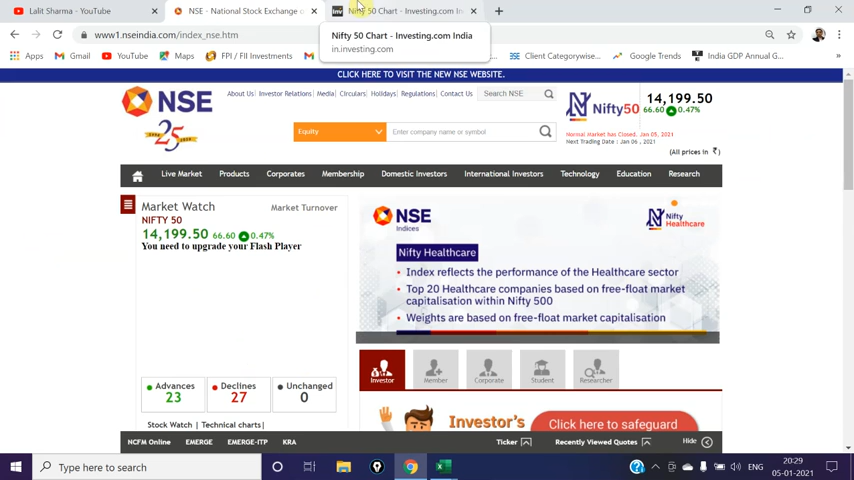 Lalit Sharma - YouTube
NSE - National Stock Exchange o
Nifty 50 Chart - Investing.com In
www1.nseindia.com/index_nse.htm
Nifty 50 Chart - Investing.com India
in.investing.com
Apps
Gmail
YouTube
Maps
FPI / FII Investments
Client Categorywise...
Google Trends
India GDP Annual G...
CLICK HERE TO VISIT THE NEW NSE WEBSITE.
NSE
25
About Us
Investor Relations
Media
Circulars
Holidays
Regulations
Contact Us
Search NSE
Equity
Enter company name or symbol
Nifty50
14,199.50
66.60 0.47%
Normal Market has Closed. Jan 05, 2021
Next Trading Date : Jan 06 , 2021
(All prices in ₹)
Live Market
Products
Corporates
Membership
Domestic Investors
International Investors
Technology
Education
Research
Market Watch
Market Turnover
NIFTY 50
14,199.50 66.60 0.47%
You need to upgrade your Flash Player
Advances
23
Declines
27
Unchanged
0
Stock Watch | Technical charts|
NSE
Indices
Nifty
Healthcare
Nifty Healthcare
• Index reflects the performance of the Healthcare sector
• Top 20 Healthcare companies based on free-float market
capitalisation within Nifty 500
• Weights are based on free-float market capitalisation
Investor
Member
Corporate
Student
Researcher
Investor's
Click here to safeguard
NCFM Online
EMERGE
EMERGE-ITP
KRA
Ticker
Recently Viewed Quotes
Hide
Type here to search
ENG
20:29
05-01-2021